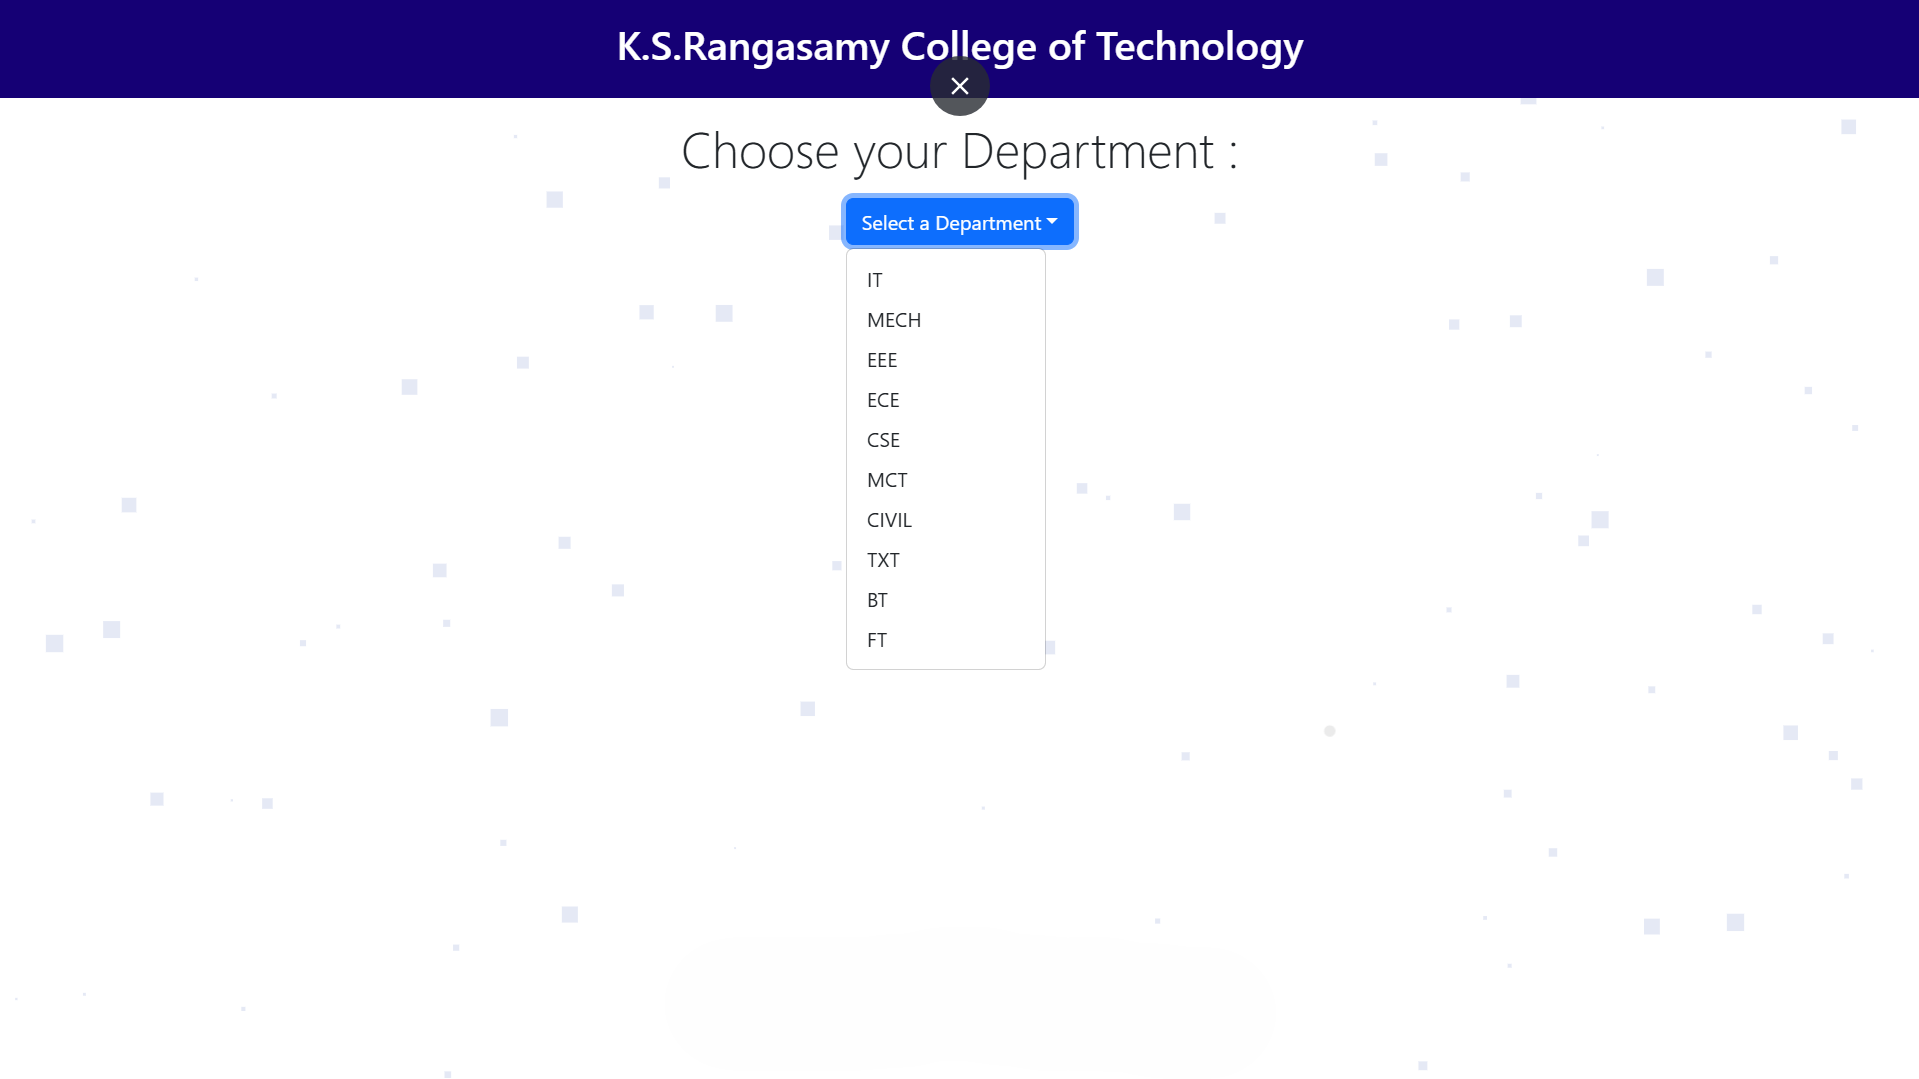 K.S.Rangasamy College of Technology
Choose your Department :
Select a Department
IT
MECH
EEE
ECE
CSE
MCT
CIVIL
TXT
BT
FT